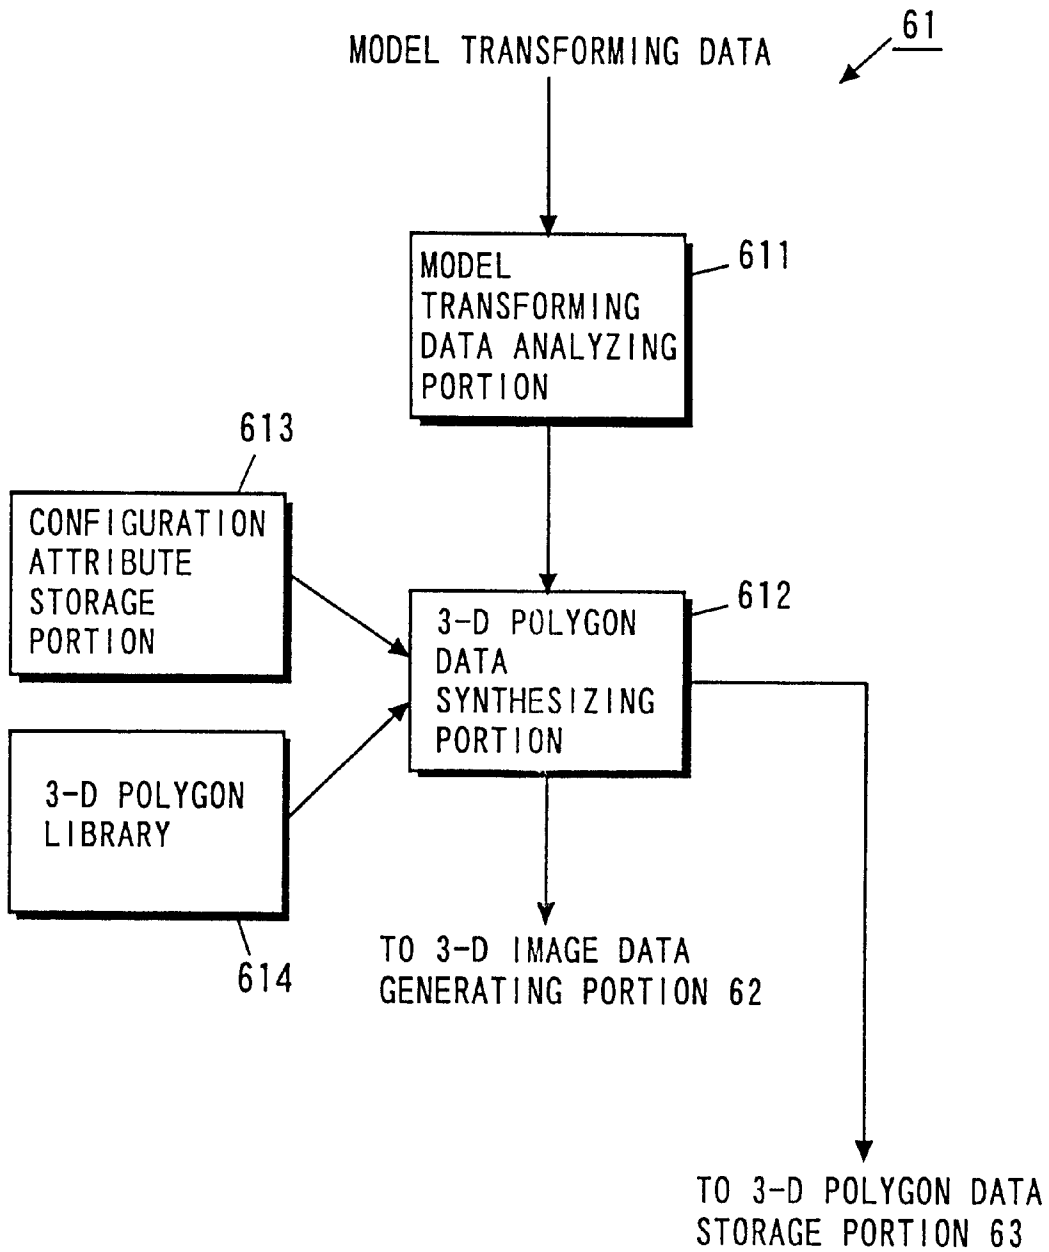 61
MODEL TRANSFORMING DATA
611
MODEL
TRANSFORMING
DATA ANALYZING
PORTION
613
CONFIGURATION
ATTRIBUTE
STORAGE
PORTION
612
3-D POLYGON
DATA
SYNTHESIZING
PORTION
3-D POLYGON
LIBRARY
614
TO 3-D IMAGE DATA
GENERATING PORTION 62
TO 3-D POLYGON DATA
STORAGE PORTION 63